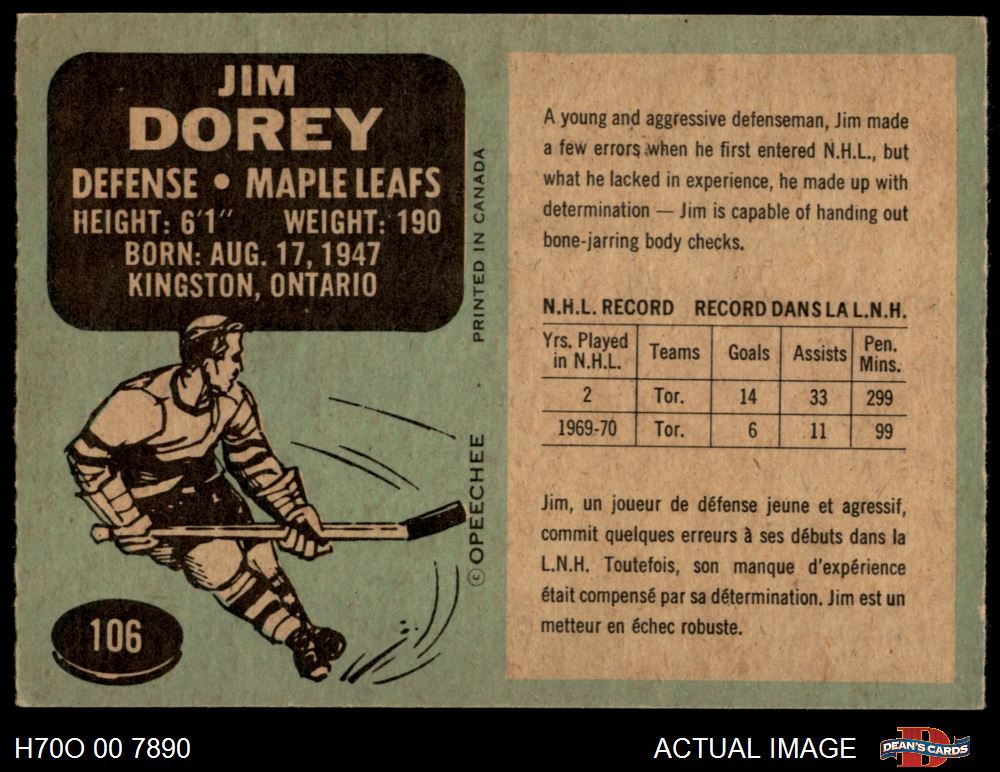 JIM
DOREY
DEFENSE • MAPLE LEAFS
HEIGHT: 6'1" WEIGHT: 190
BORN: AUG. 17, 1947
KINGSTON, ONTARIO
PRINTED IN CANADA
© OPEECHEE
106
A young and aggressive defenseman, Jim made
a few errors when he first entered N.H.L., but
what he lacked in experience, he made up with
determination — Jim is capable of handing out
bone-jarring body checks.
N.H.L. RECORD RECORD DANS LA L.N.H.
Yrs. Played in N.H.L. Teams Goals Assists Pen. Mins.
2 Tor. 14 33 299
1969-70 Tor. 6 11 99
Jim, un joueur de défense jeune et agressif,
commit quelques erreurs à ses débuts dans la
L.N.H. Toutefois, son manque d'expérience
était compensé par sa détermination. Jim est un
metteur en échec robuste.
H70O 00 7890
ACTUAL IMAGE
D
DEAN'S CARDS